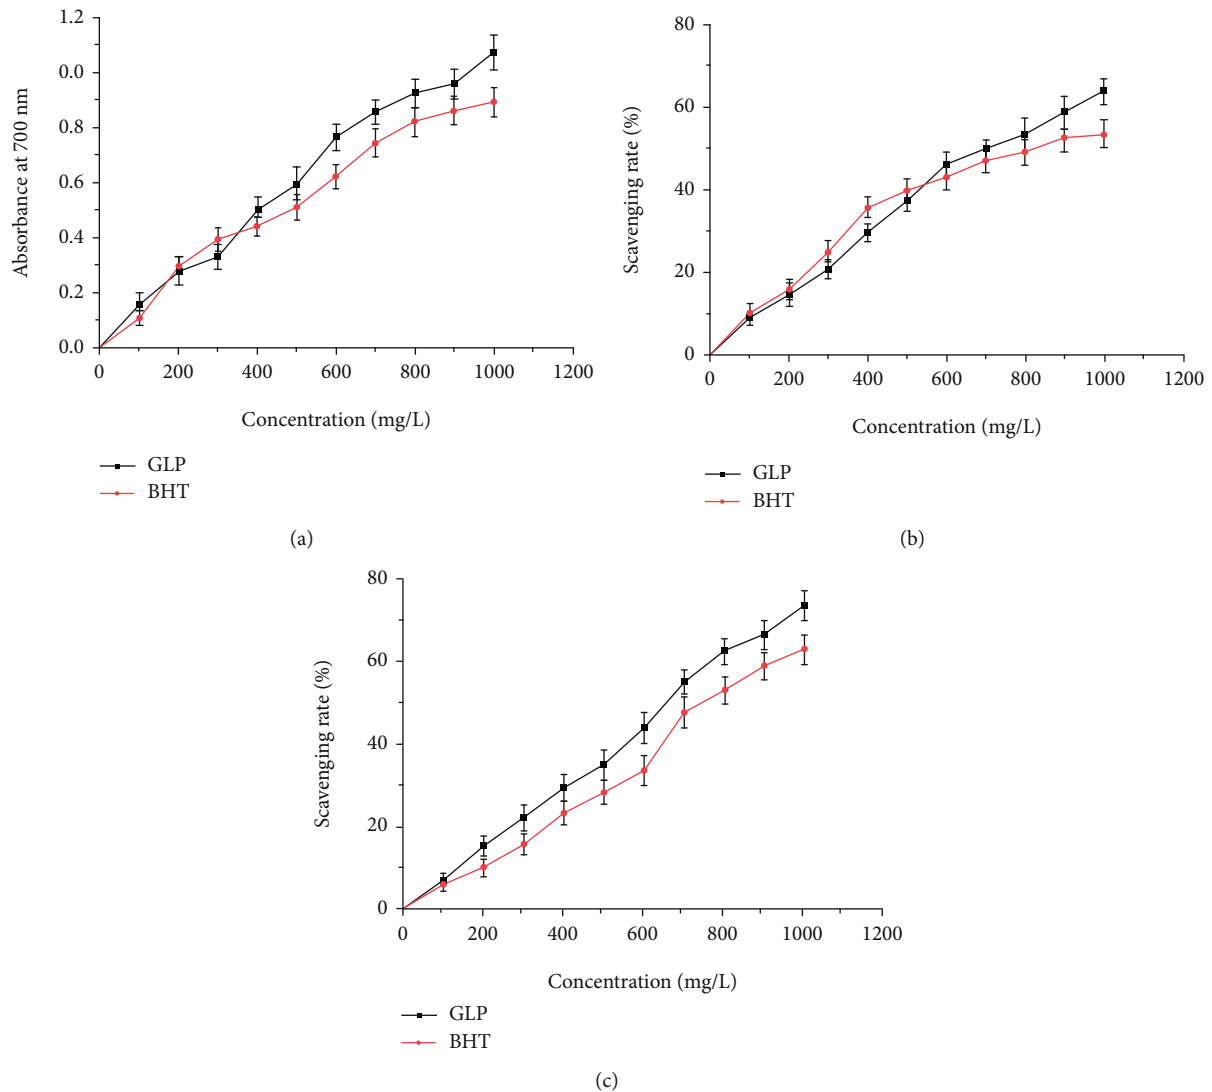 1.2
0.0
0.8
0.6
0.4
0.2
0.0
Absorbance at 700 nm
0 200 400 600 800 1000 1200
Concentration (mg/L)
GLP
BHT
(a)
80
60
40
20
0
Scavenging rate (%)
0 200 400 600 800 1000 1200
Concentration (mg/L)
GLP
BHT
(b)
80
60
40
20
0
Scavenging rate (%)
0 200 400 600 800 1000 1200
Concentration (mg/L)
GLP
BHT
(c)